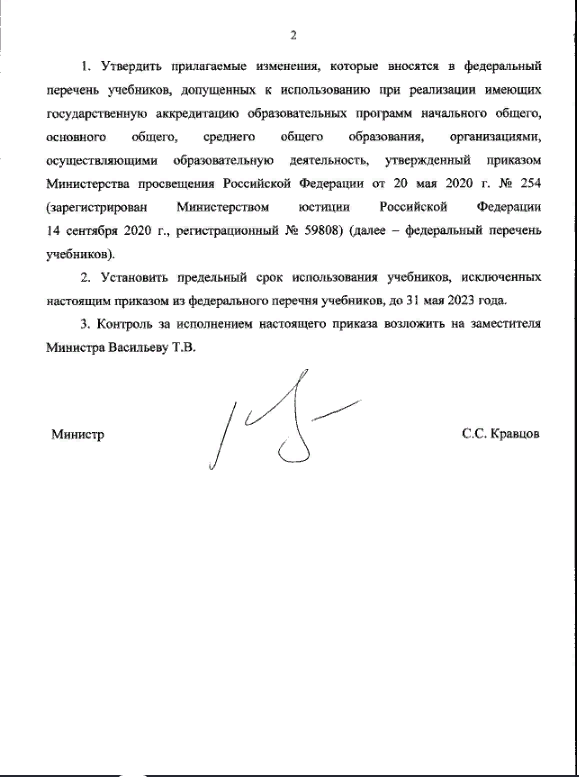 2
1. Утвердить прилагаемые изменения, которые вносятся в федеральный
перечень учебников, допущенных к использованию при реализации имеющих
государственную аккредитацию образовательных программ начального общего,
основного общего, среднего общего образования, организациями,
осуществляющими образовательную деятельность, утвержденный приказом
Министерства просвещения Российской Федерации от 20 мая 2020 г. № 254
(зарегистрирован Министерством юстиции Российской Федерации
14 сентября 2020 г., регистрационный № 59808) (далее – федеральный перечень
учебников).
2. Установить предельный срок использования учебников, исключенных
настоящим приказом из федерального перечня учебников, до 31 мая 2023 года.
3. Контроль за исполнением настоящего приказа возложить на заместителя
Министра Васильеву Т.В.
Министр
С.С. Кравцов